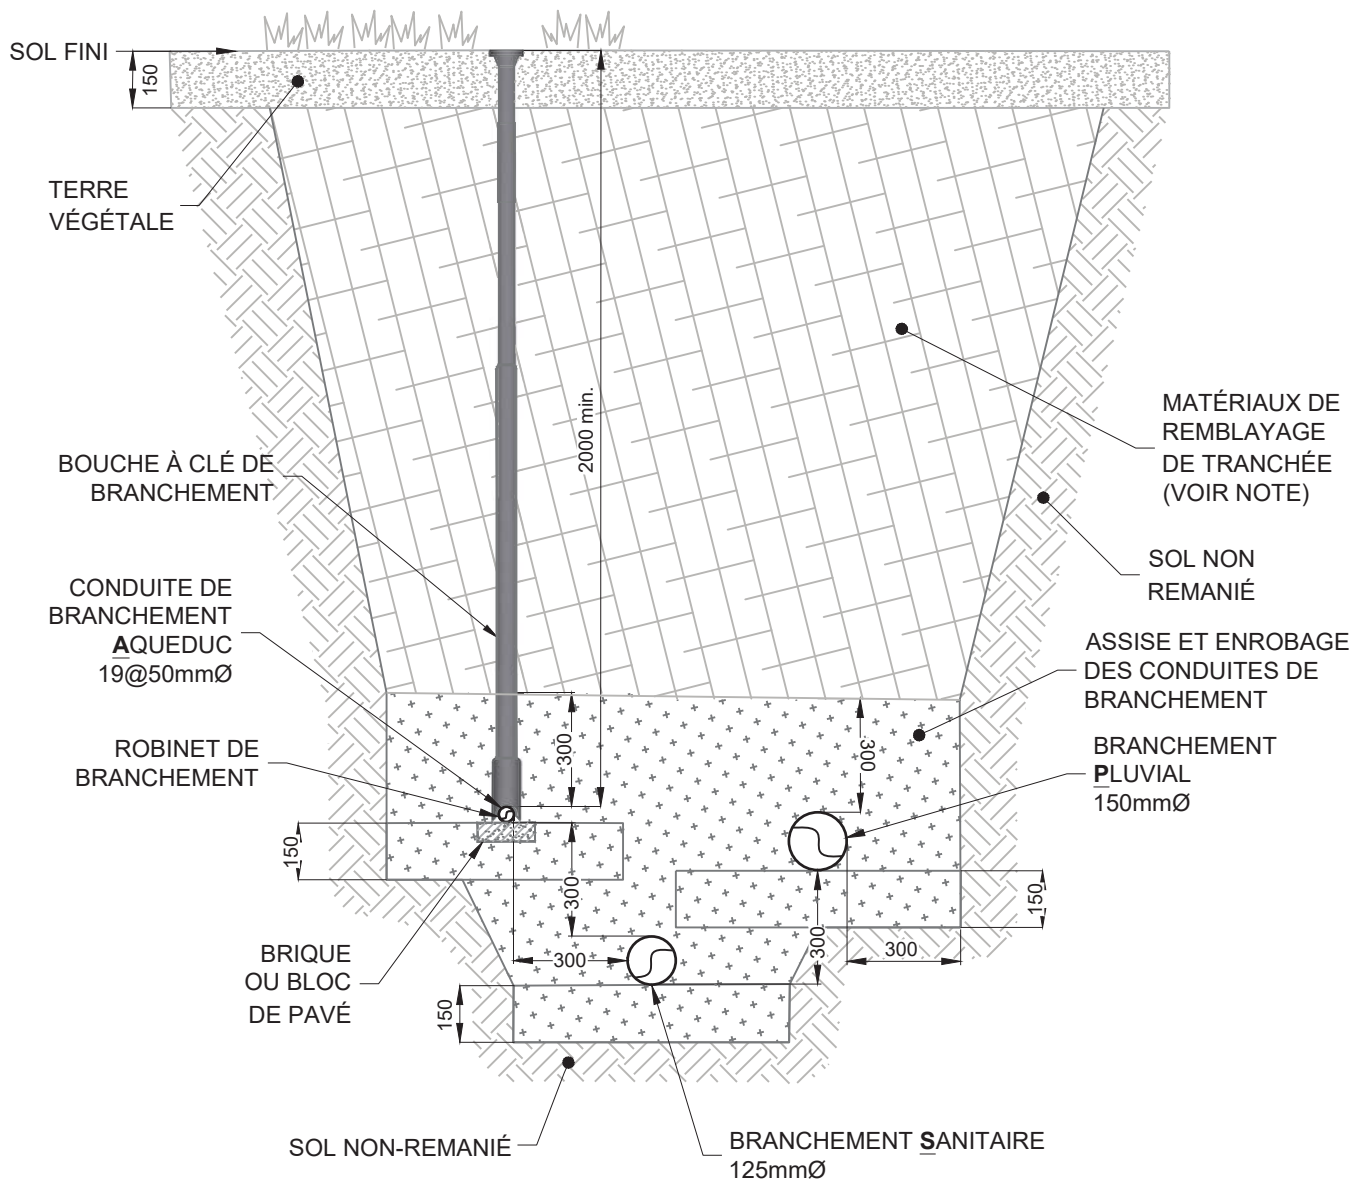 SOL FINI
150
TERRE
VÉGÉTALE
2000 min.
MATÉRIAUX DE
REMBLAYAGE
DE TRANCHÉE
(VOIR NOTE)
BOUCHE À CLÉ DE
BRANCHEMENT
SOL NON
REMANIÉ
CONDUITE DE
BRANCHEMENT
AQUEDUC
19@50mmØ
ASSISE ET ENROBAGE
DES CONDUITES DE
BRANCHEMENT
ROBINET DE
BRANCHEMENT
300
300
BRANCHEMENT
PLUVIAL
150mmØ
150
300
150
300
300
300
BRIQUE
OU BLOC
DE PAVÉ
150
SOL NON-REMANIÉ
BRANCHEMENT SANITAIRE
125mmØ